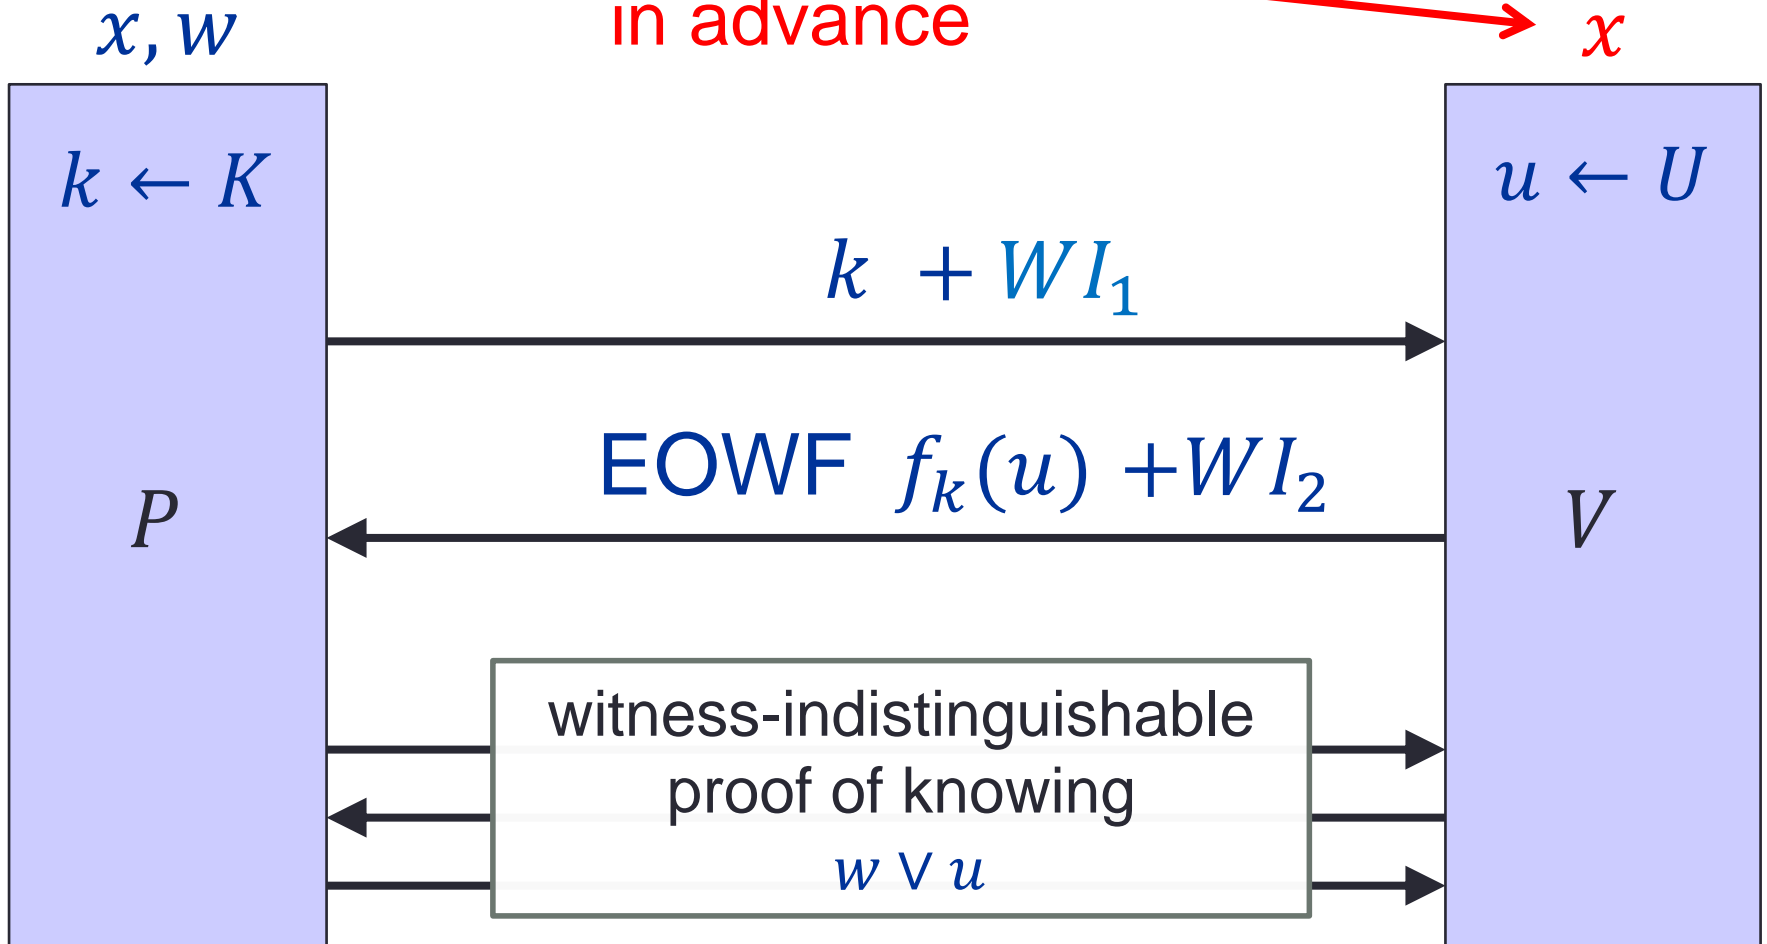 in advance
x, w
x
k ← K
u ← U
k + WI₁
EOWF fₖ(u) +WI₂
P
V
witness-indistinguishable
proof of knowing
w ∨ u